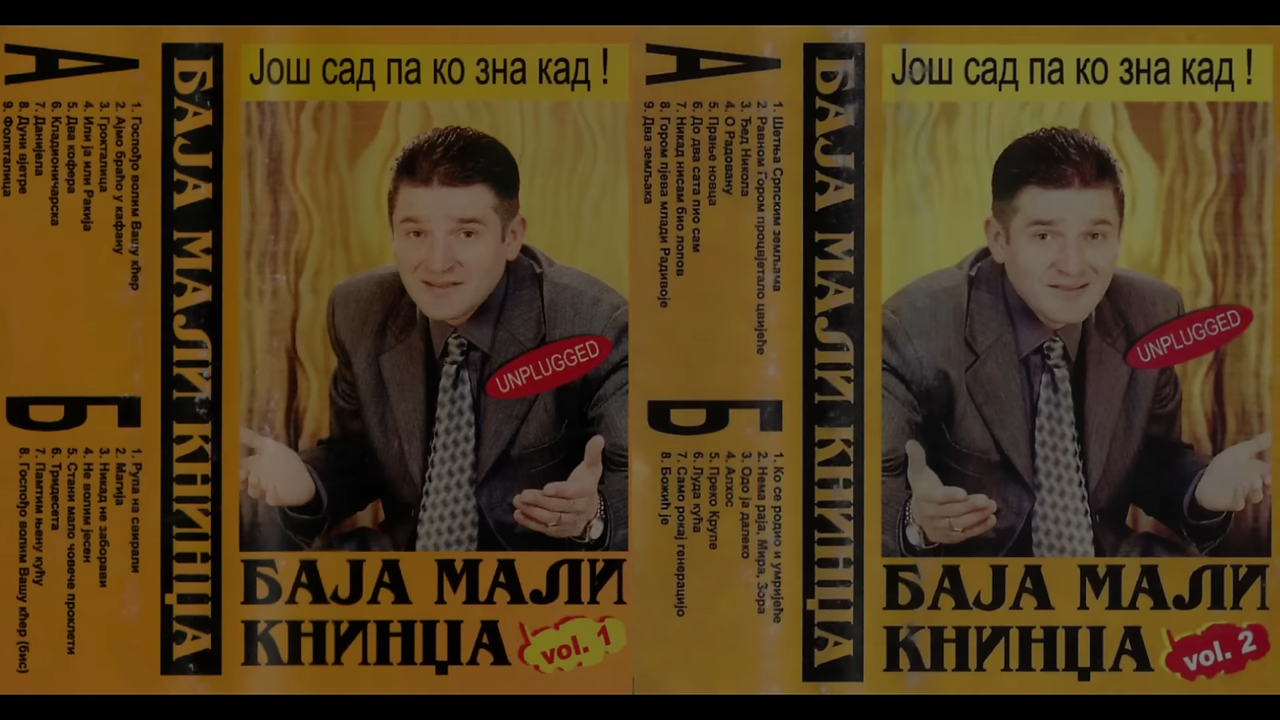 А
1. Госпођо волим Вашу кћер
2. Ајмо браћо у кафану
3. Грокталица
4. Или ја или Ракија
5. Два кофера
6. Кладионичарска
7. Данијела
8. Дуни вјетре
9. Фолкталица
Б
1. Рупа на свирали
2. Магија
3. Никад не заборави
4. Не волим јесен
5. Стани мало човече проклети
6. Тридесета
7. Памтим њену кућу
8. Госпођо волим Вашу кћер (бис)
БАЈА МАЛИ КНИНЏА
Још сад па ко зна кад !
UNPLUGGED
БАЈА МАЛИ
КНИНЏА
vol. 1
А
1. Шетња Српским земљама
2. Равном Гором процвјетало цвијеће
3. Ђед Никола
4. О Радовану
5. Прање новца
6. До два сата пио сам
7. Никад нисам био лопов
8. Гором пјева млади Радивоје
9. Два земљака
Б
1. Ко се родио и умријеће
2. Нема раја, Мира, Зора
3. Одо ја далеко
4. Алхос
5. Преко Крупе
6. Луда кућа
7. Само рокај генерацијо
8. Божић је
БАЈА МАЛИ КНИНЏА
Још сад па ко зна кад !
UNPLUGGED
БАЈА МАЛИ
КНИНЏА
vol. 2